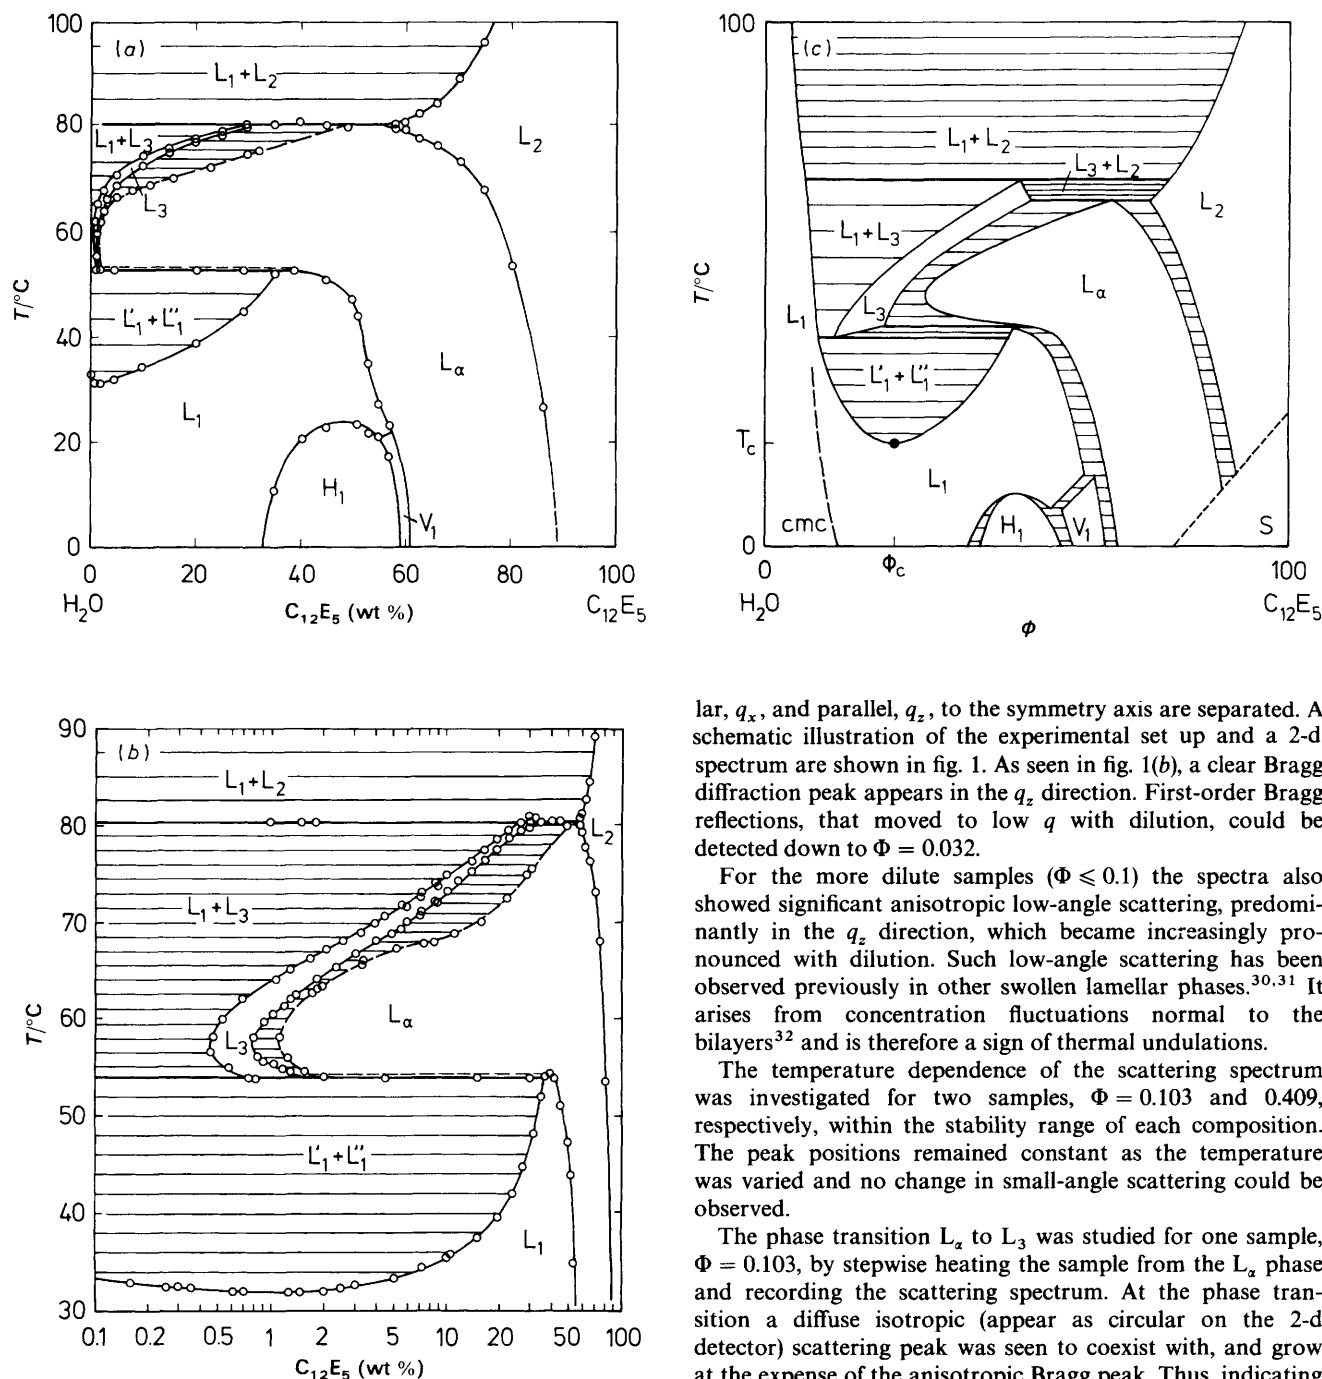 100
(a)
L₁+L₂
80
L₁+L₃
L₃
L₂
60
T/°C
40
L'₁+L''₁
Lα
L₁
20
H₁
V₁
0
0 20 40 60 80 100
H₂O C₁₂E₅ (wt %) C₁₂E₅
100
(c)
L₁+L₂
L₃+L₂
L₂
L₁+L₃
T/°C
Lα
L₃
L₁
L'₁+L''₁
T_c
L₁
cmc
H₁
V₁
S
0
0 Φ_c 100
H₂O C₁₂E₅
Φ
90
(b)
L₁+L₂
80
L₂
L₁+L₃
70
T/°C
60
L₃
Lα
50
L'₁+L''₁
40
L₁
30
0.1 0.2 0.5 1 2 5 10 20 50 100
C₁₂E₅ (wt %)
lar, qₓ, and parallel, q_z, to the symmetry axis are separated. A
schematic illustration of the experimental set up and a 2-d
spectrum are shown in fig. 1. As seen in fig. 1(b), a clear Bragg
diffraction peak appears in the q_z direction. First-order Bragg
reflections, that moved to low q with dilution, could be
detected down to Φ = 0.032.
For the more dilute samples (Φ ⩽ 0.1) the spectra also
showed significant anisotropic low-angle scattering, predomi-
nantly in the q_z direction, which became increasingly pro-
nounced with dilution. Such low-angle scattering has been
observed previously in other swollen lamellar phases.³⁰,³¹ It
arises from concentration fluctuations normal to the
bilayers³² and is therefore a sign of thermal undulations.
The temperature dependence of the scattering spectrum
was investigated for two samples, Φ = 0.103 and 0.409,
respectively, within the stability range of each composition.
The peak positions remained constant as the temperature
was varied and no change in small-angle scattering could be
observed.
The phase transition Lα to L₃ was studied for one sample,
Φ = 0.103, by stepwise heating the sample from the Lα phase
and recording the scattering spectrum. At the phase tran-
sition a diffuse isotropic (appear as circular on the 2-d
detector) scattering peak was seen to coexist with, and grow
at the expense of the anisotropic Bragg peak. Thus, indicating